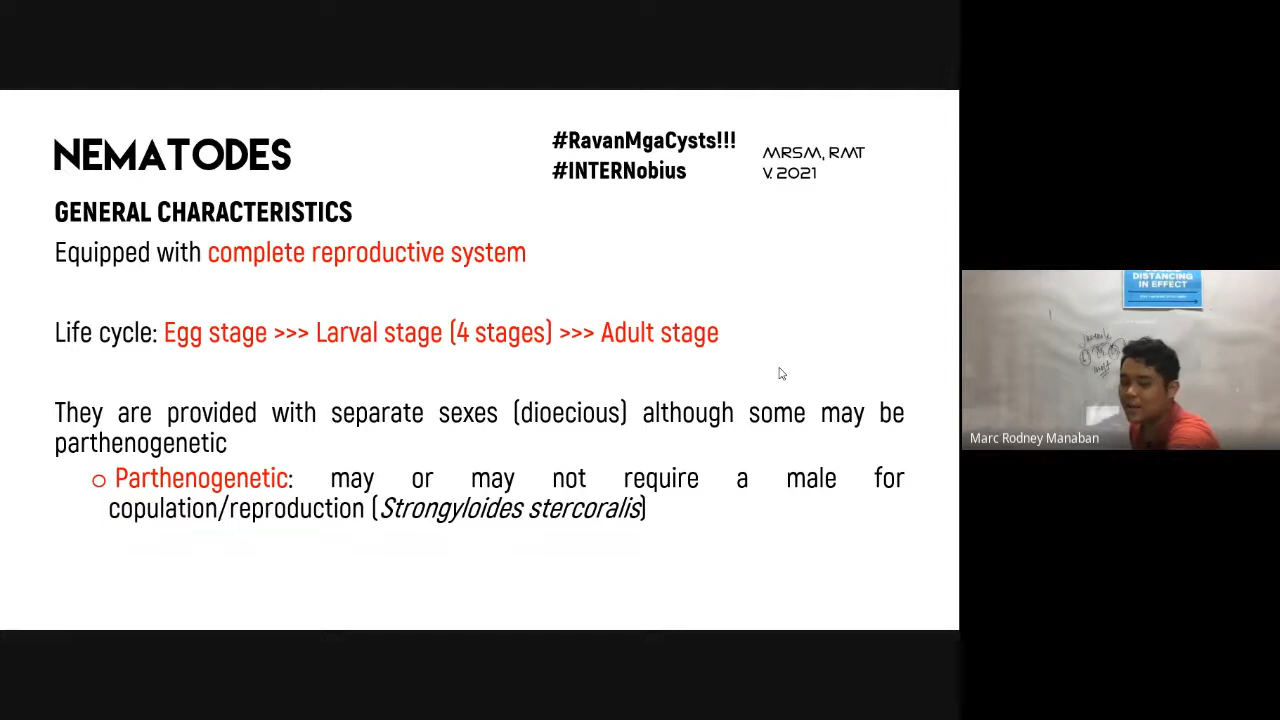 NEMATODES
#RavanMgaCysts!!!
#INTERNobius
MRSM, RMT
V. 2021
GENERAL CHARACTERISTICS
Equipped with complete reproductive system
Life cycle: Egg stage >>> Larval stage (4 stages) >>> Adult stage
They are provided with separate sexes (dioecious) although some may be
parthenogenetic
o Parthenogenetic: may or may not require a male for
copulation/reproduction (Strongyloides stercoralis)
DISTANCING
IN EFFECT
Marc Rodney Manaban